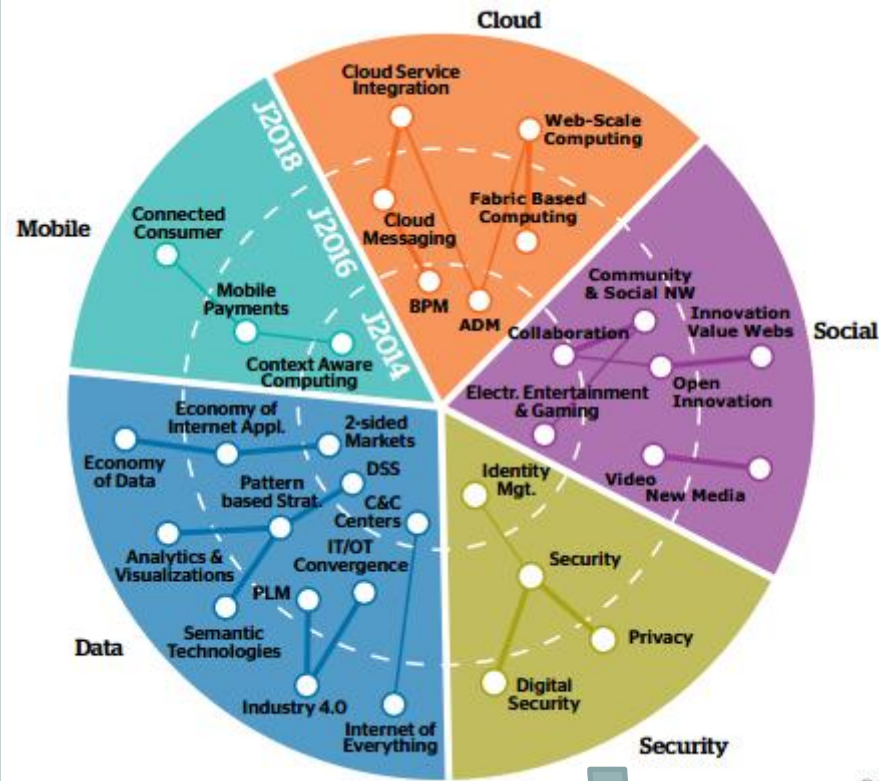 Cloud
Cloud Service
Integration
Web-Scale
Computing
Fabric Based
Computing
Cloud
Messaging
BPM
ADM
J2018
J2016
J2014
Mobile
Connected
Consumer
Mobile
Payments
Context Aware
Computing
Social
Community
& Social NW
Collaboration
Innovation
Value Webs
Open
Innovation
Electr. Entertainment
& Gaming
Video
New Media
Data
Economy of
Internet Appl.
2-sided
Markets
Economy
of Data
Pattern
based Strat.
DSS
C&C
Centers
Analytics &
Visualizations
IT/OT
Convergence
PLM
Semantic
Technologies
Industry 4.0
Internet of
Everything
Identity
Mgt.
Security
Privacy
Digital
Security
Security